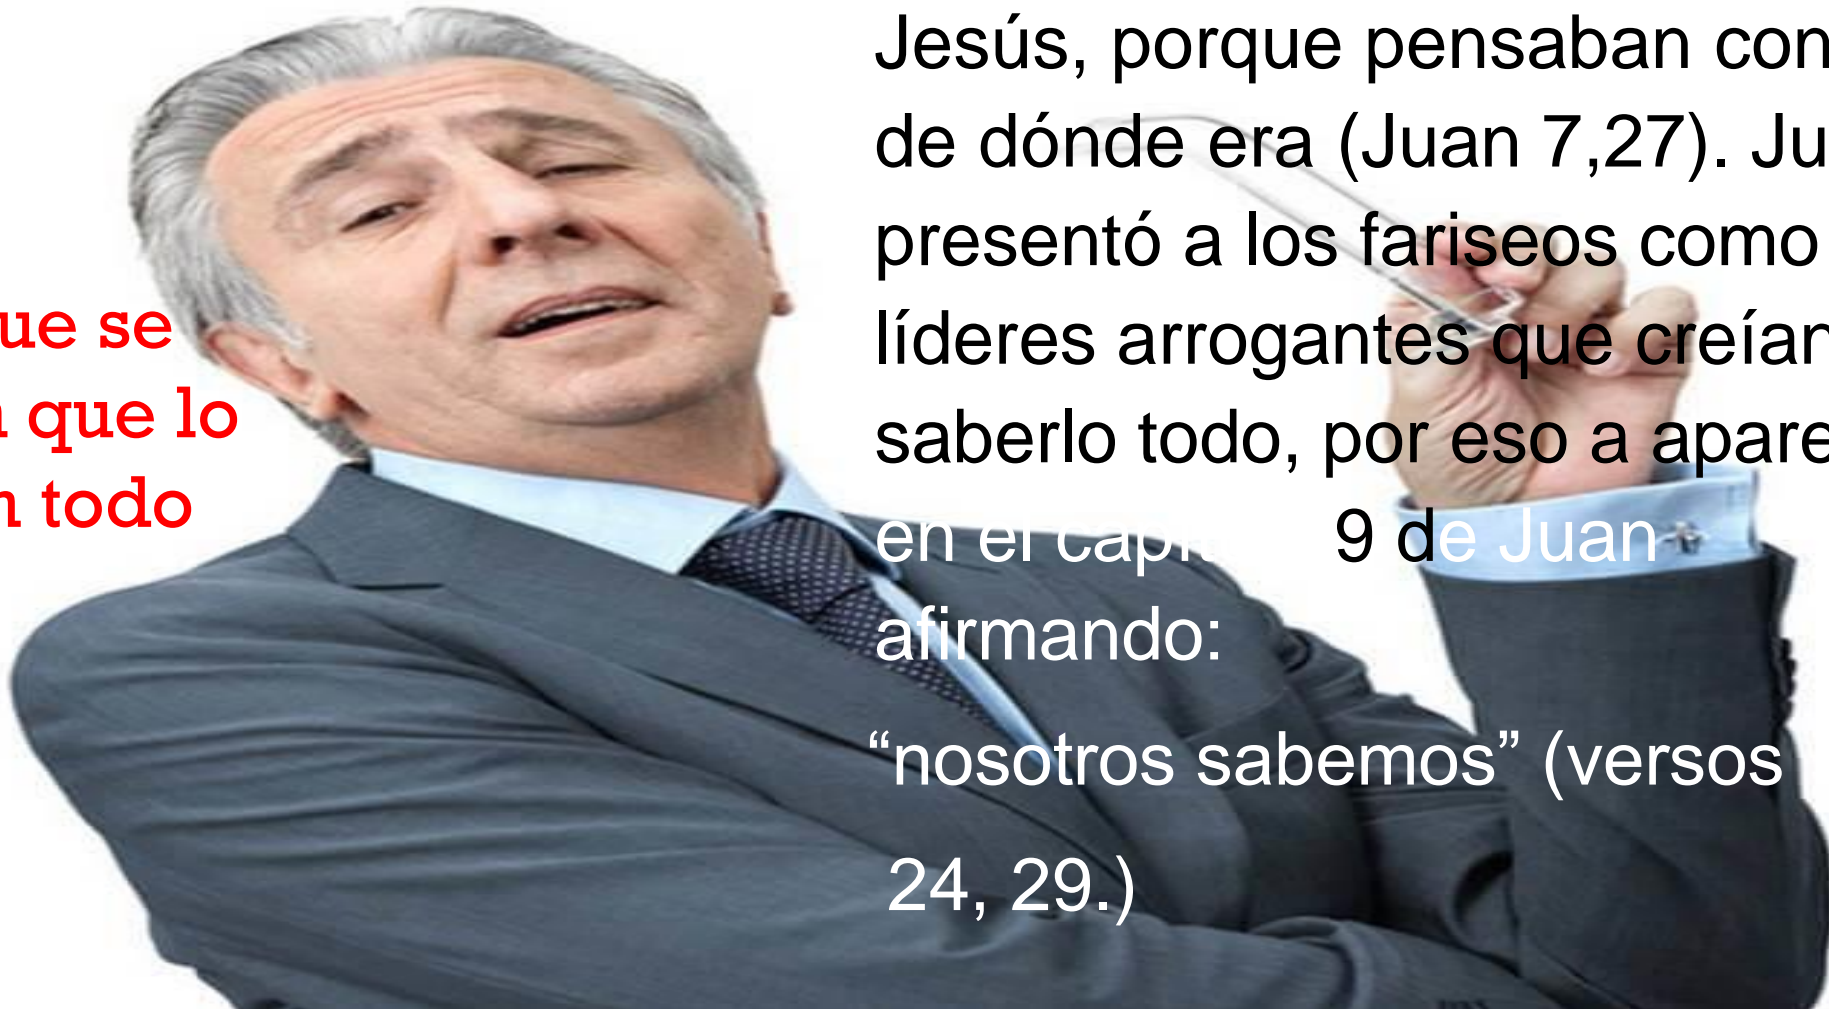 ue se
que lo
todo
Jesús, porque pensaban con
de dónde era (Juan 7,27). Ju
presentó a los fariseos como
líderes arrogantes que creían
saberlo todo, por eso a apare
en el 9 de Juan
afirmando:
“nosotros sabemos” (versos
24, 29.)